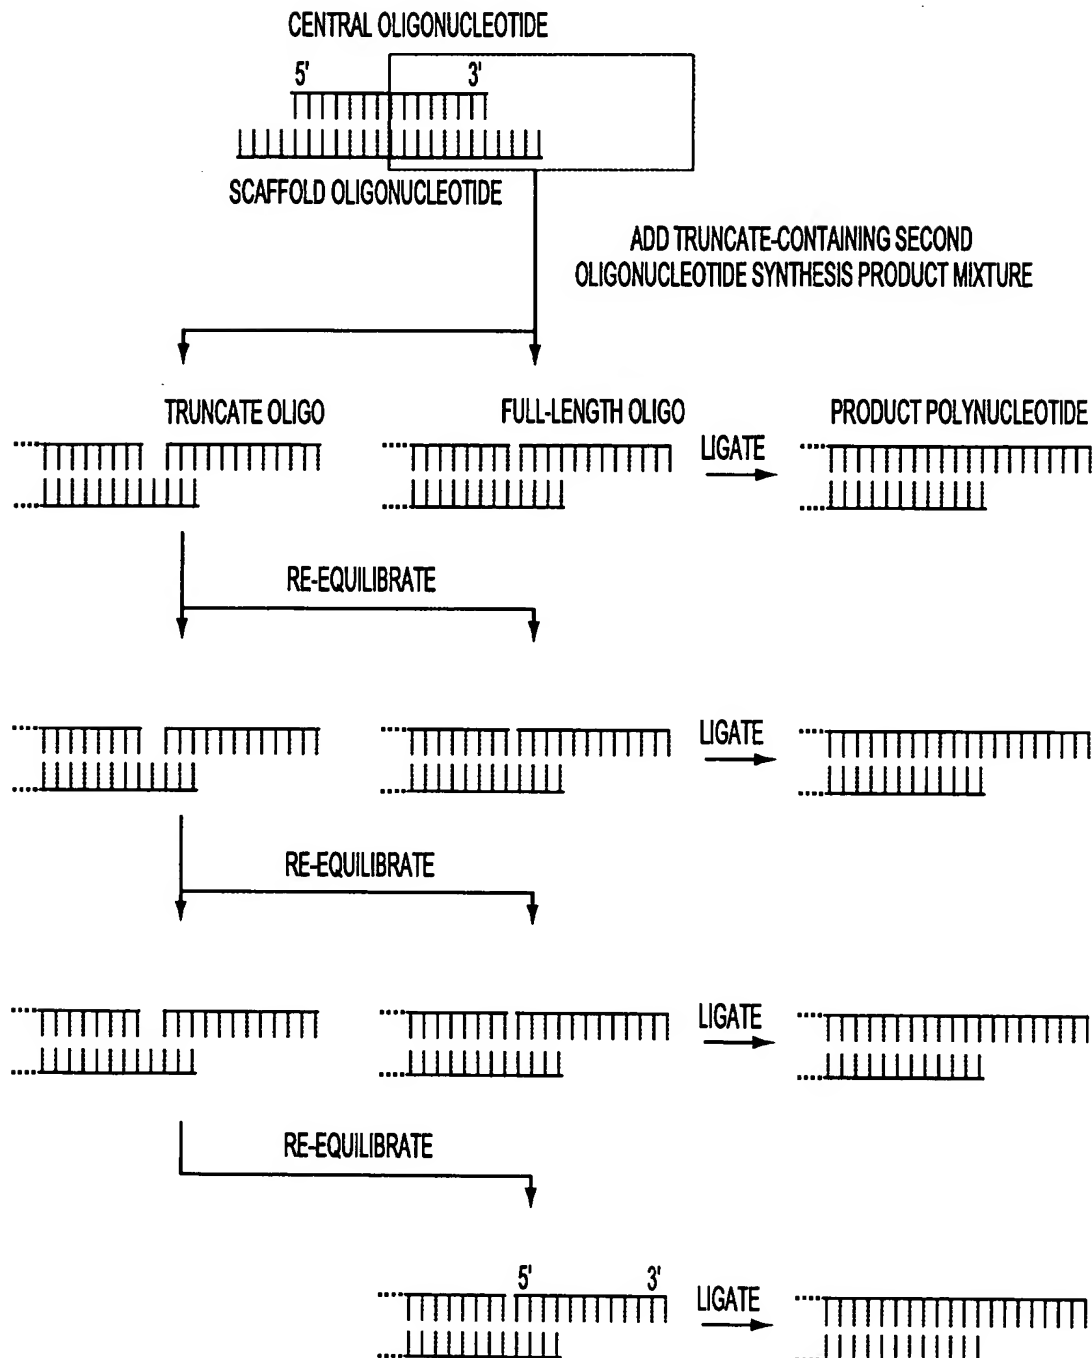 CENTRAL OLIGONUCLEOTIDE
5' 3'
SCAFFOLD OLIGONUCLEOTIDE
ADD TRUNCATE-CONTAINING SECOND
OLIGONUCLEOTIDE SYNTHESIS PRODUCT MIXTURE
TRUNCATE OLIGO FULL-LENGTH OLIGO PRODUCT POLYNUCLEOTIDE
LIGATE
RE-EQUILIBRATE
LIGATE
RE-EQUILIBRATE
LIGATE
RE-EQUILIBRATE
5' 3'
LIGATE